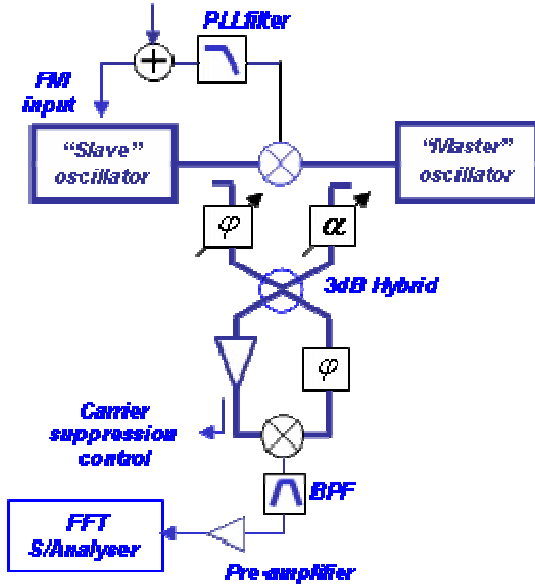 PLL filter
FM
input
"Slave"
oscillator
"Master"
oscillator
φ
α
3dB Hybrid
φ
Carrier
suppression
control
BPF
FFT
S/Analyser
Pre-amplifier